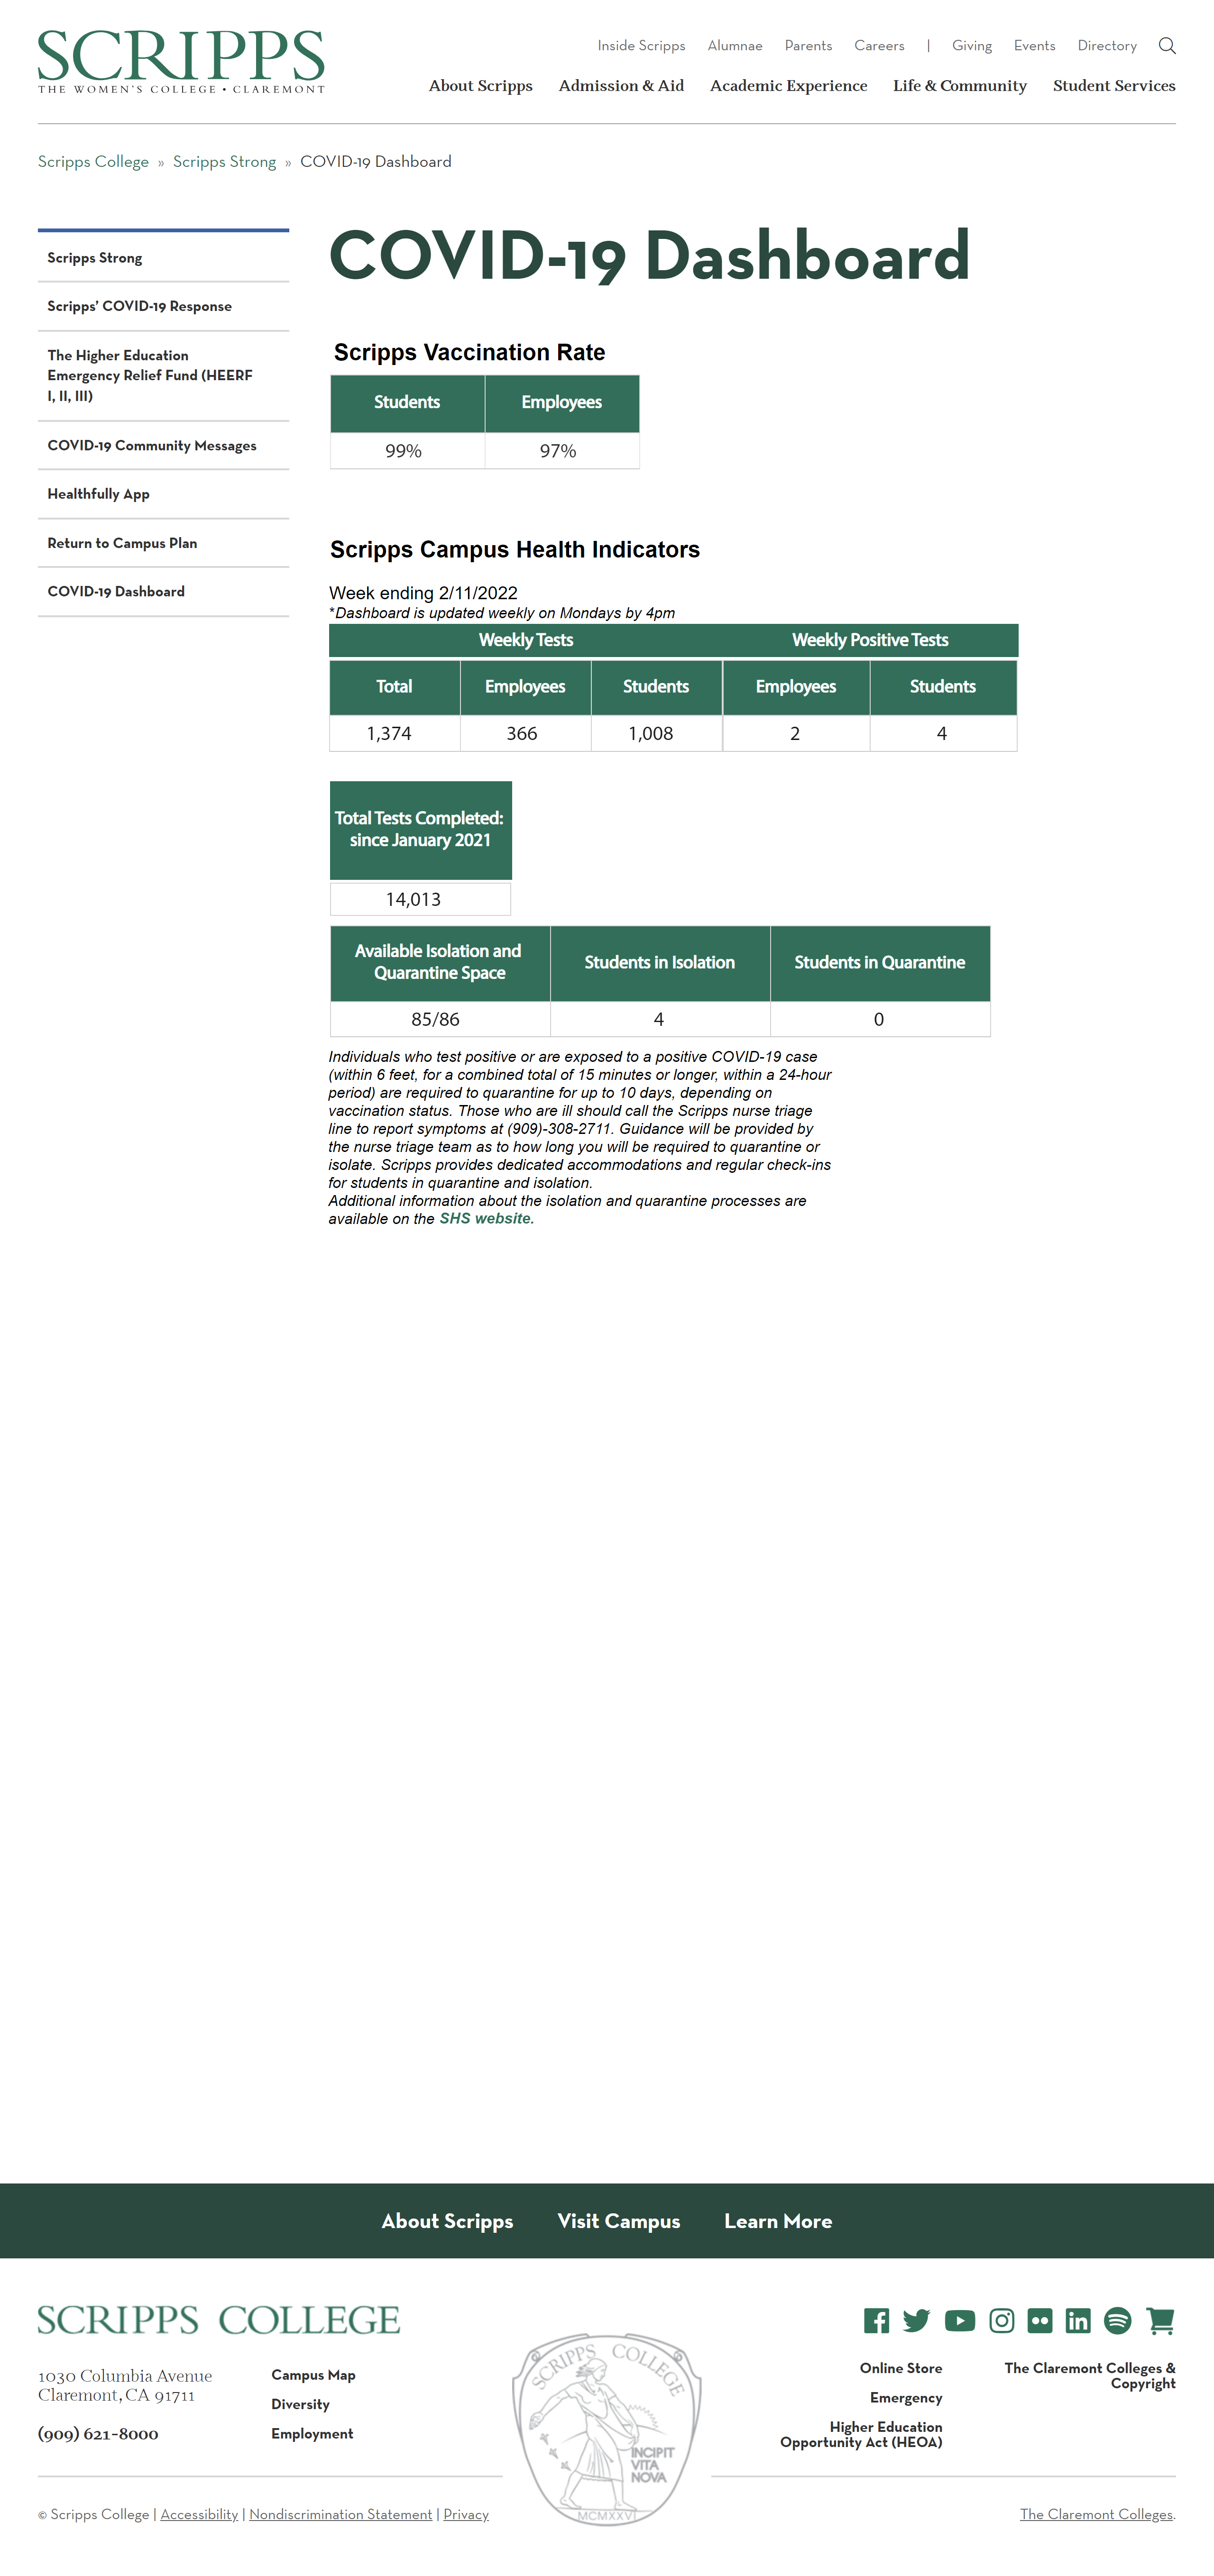 SCRIPPS
THE WOMEN'S COLLEGE • CLAREMONT
Inside Scripps Alumnae Parents Careers | Giving Events Directory
About Scripps Admission & Aid Academic Experience Life & Community Student Services
Scripps College » Scripps Strong » COVID-19 Dashboard
Scripps Strong
Scripps' COVID-19 Response
The Higher Education
Emergency Relief Fund (HEERF
I, II, III)
COVID-19 Community Messages
Healthfully App
Return to Campus Plan
COVID-19 Dashboard
COVID-19 Dashboard
Scripps Vaccination Rate
Students Employees
99% 97%
Scripps Campus Health Indicators
Week ending 2/11/2022
*Dashboard is updated weekly on Mondays by 4pm
Weekly Tests Weekly Positive Tests
Total Employees Students Employees Students
1,374 366 1,008 2 4
Total Tests Completed:
since January 2021
14,013
Available Isolation and
Quarantine Space
Students in Isolation Students in Quarantine
85/86 4 0
Individuals who test positive or are exposed to a positive COVID-19 case
(within 6 feet, for a combined total of 15 minutes or longer, within a 24-hour
period) are required to quarantine for up to 10 days, depending on
vaccination status. Those who are ill should call the Scripps nurse triage
line to report symptoms at (909)-308-2711. Guidance will be provided by
the nurse triage team as to how long you will be required to quarantine or
isolate. Scripps provides dedicated accommodations and regular check-ins
for students in quarantine and isolation.
Additional information about the isolation and quarantine processes are
available on the SHS website.
About Scripps Visit Campus Learn More
SCRIPPS COLLEGE
1030 Columbia Avenue
Claremont, CA 91711
(909) 621-8000
Campus Map
Diversity
Employment
SCRIPPS COLLEGE
INCIPIT
VITA
NOVA
MCMXXVI
Online Store
Emergency
Higher Education
Opportunity Act (HEOA)
The Claremont Colleges &
Copyright
© Scripps College | Accessibility | Nondiscrimination Statement | Privacy
The Claremont Colleges.